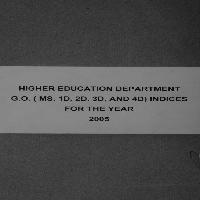 HIGHER EDUCATION DEPARTMENT
G.O. ( MS. 1D, 2D, 3D, AND 4D) INDICES
FOR THE YEAR
2005